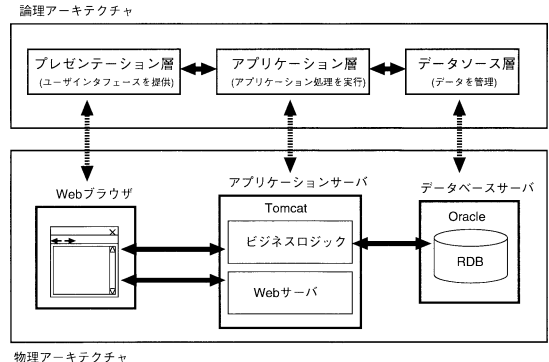 論理アーキテクチャ
プレゼンテーション層
(ユーザインタフェースを提供)
アプリケーション層
(アプリケーション処理を実行)
データソース層
(データを管理)
Webブラウザ
アプリケーションサーバ
データベースサーバ
Tomcat
Oracle
ビジネスロジック
RDB
Webサーバ
物理アーキテクチャ